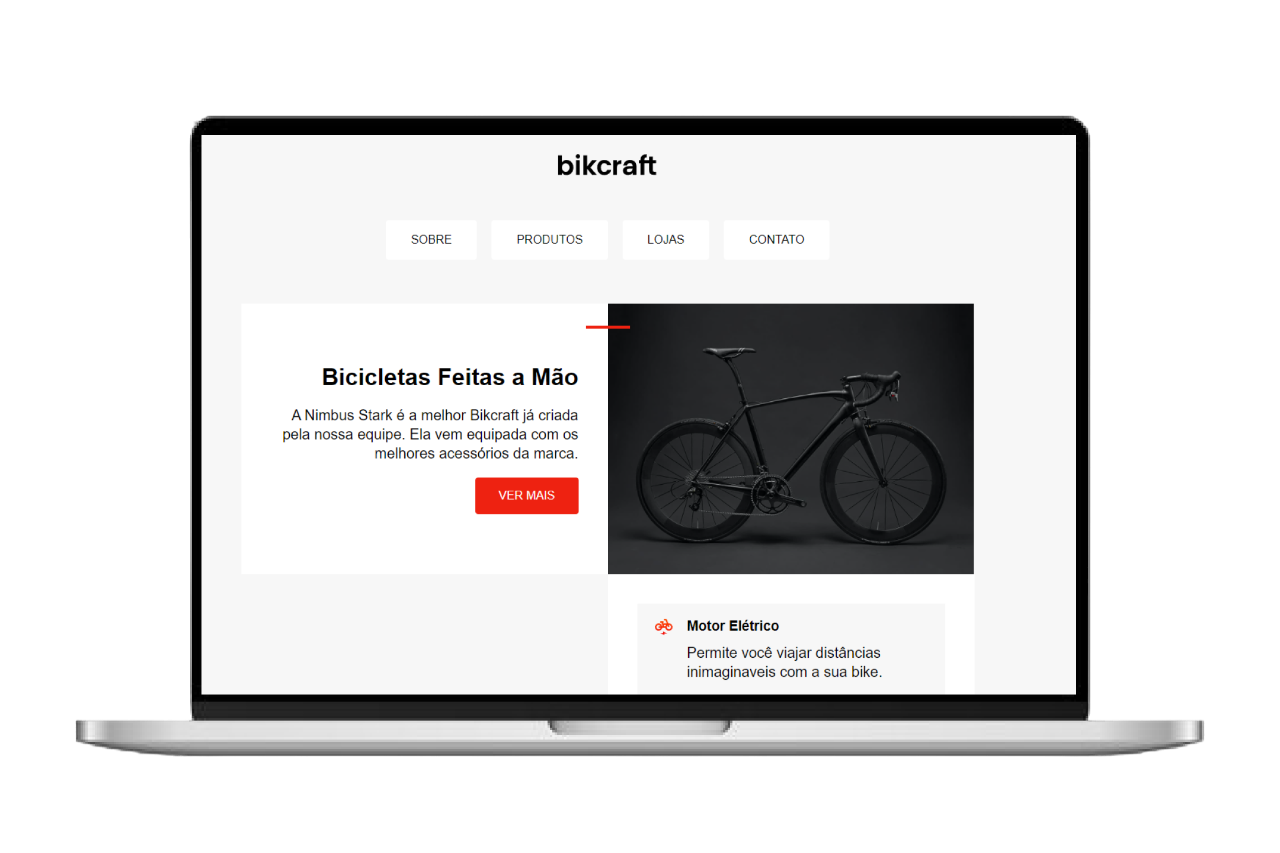 bikcraft
SOBRE
PRODUTOS
LOJAS
CONTATO
Bicicletas Feitas a Mão
A Nimbus Stark é a melhor Bikcraft já criada
pela nossa equipe. Ela vem equipada com os
melhores acessórios da marca.
VER MAIS
Motor Elétrico
Permite você viajar distâncias
inimaginaveis com a sua bike.